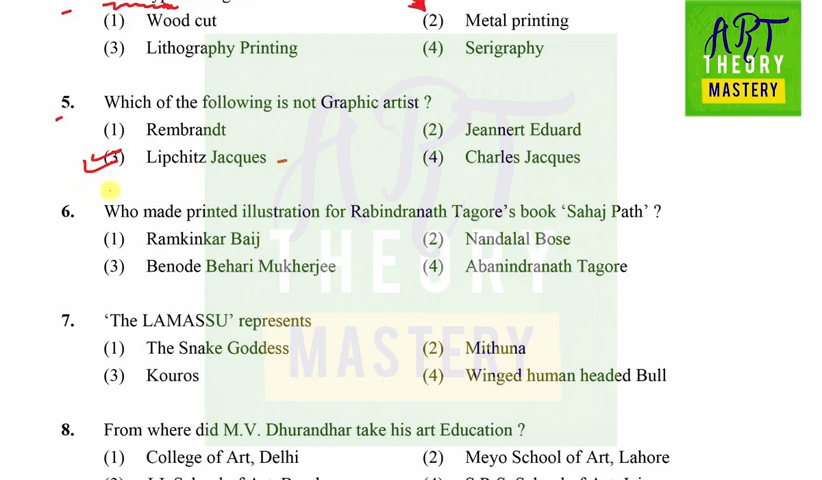 (1) Wood cut (2) Metal printing
(3) Lithography Printing (4) Serigraphy
5. Which of the following is not Graphic artist ?
(1) Rembrandt (2) Jeannert Eduard
(3) Lipchitz Jacques (4) Charles Jacques
6. Who made printed illustration for Rabindranath Tagore's book 'Sahaj Path' ?
(1) Ramkinkar Baij (2) Nandalal Bose
(3) Benode Behari Mukherjee (4) Abanindranath Tagore
7. 'The LAMASSU' represents
(1) The Snake Goddess (2) Mithuna
(3) Kouros (4) Winged human headed Bull
8. From where did M.V. Dhurandhar take his art Education ?
(1) College of Art, Delhi (2) Meyo School of Art, Lahore
ART
THEORY
MASTERY
ART
THEORY
MASTERY